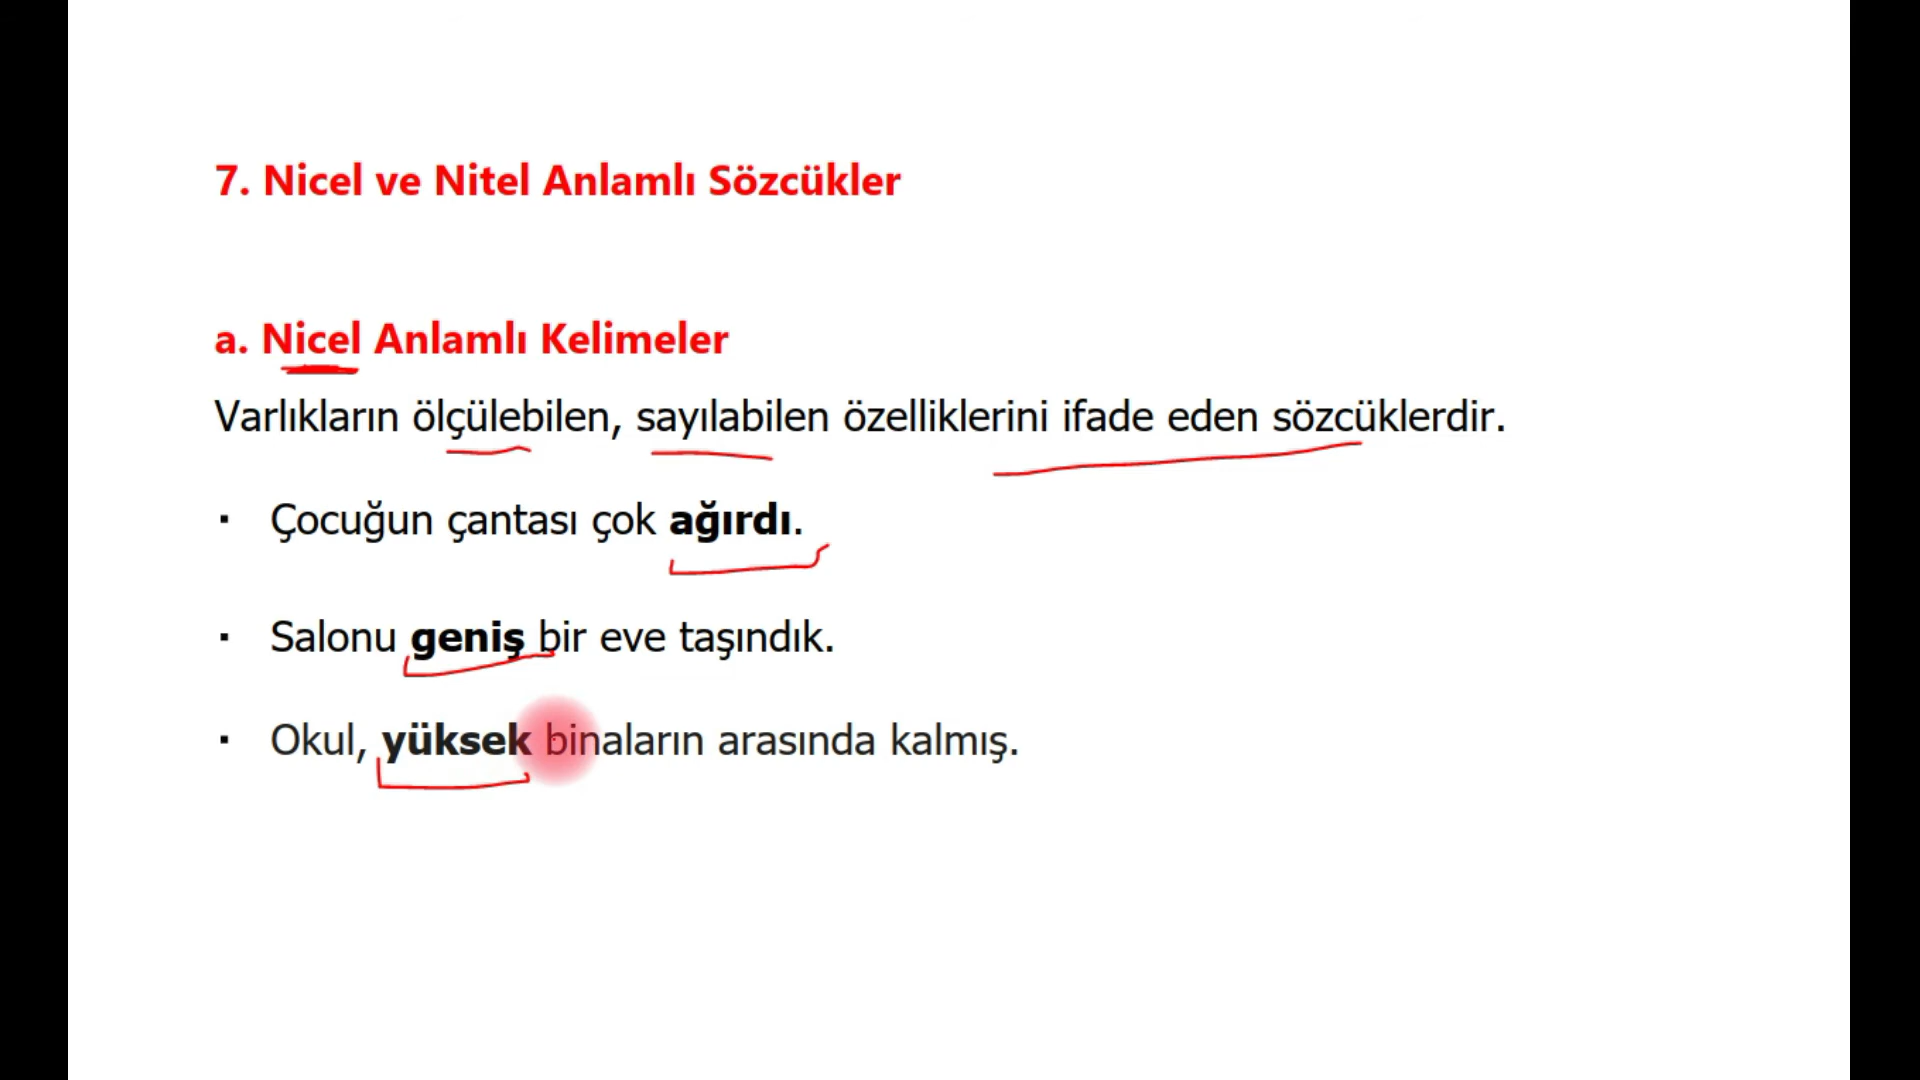 7. Nicel ve Nitel Anlamlı Sözcükler
a. Nicel Anlamlı Kelimeler
Varlıkların ölçülebilen, sayılabilen özelliklerini ifade eden sözcüklerdir.
▪ Çocuğun çantası çok ağırdı.
▪ Salonu geniş bir eve taşındık.
▪ Okul, yüksek binaların arasında kalmış.